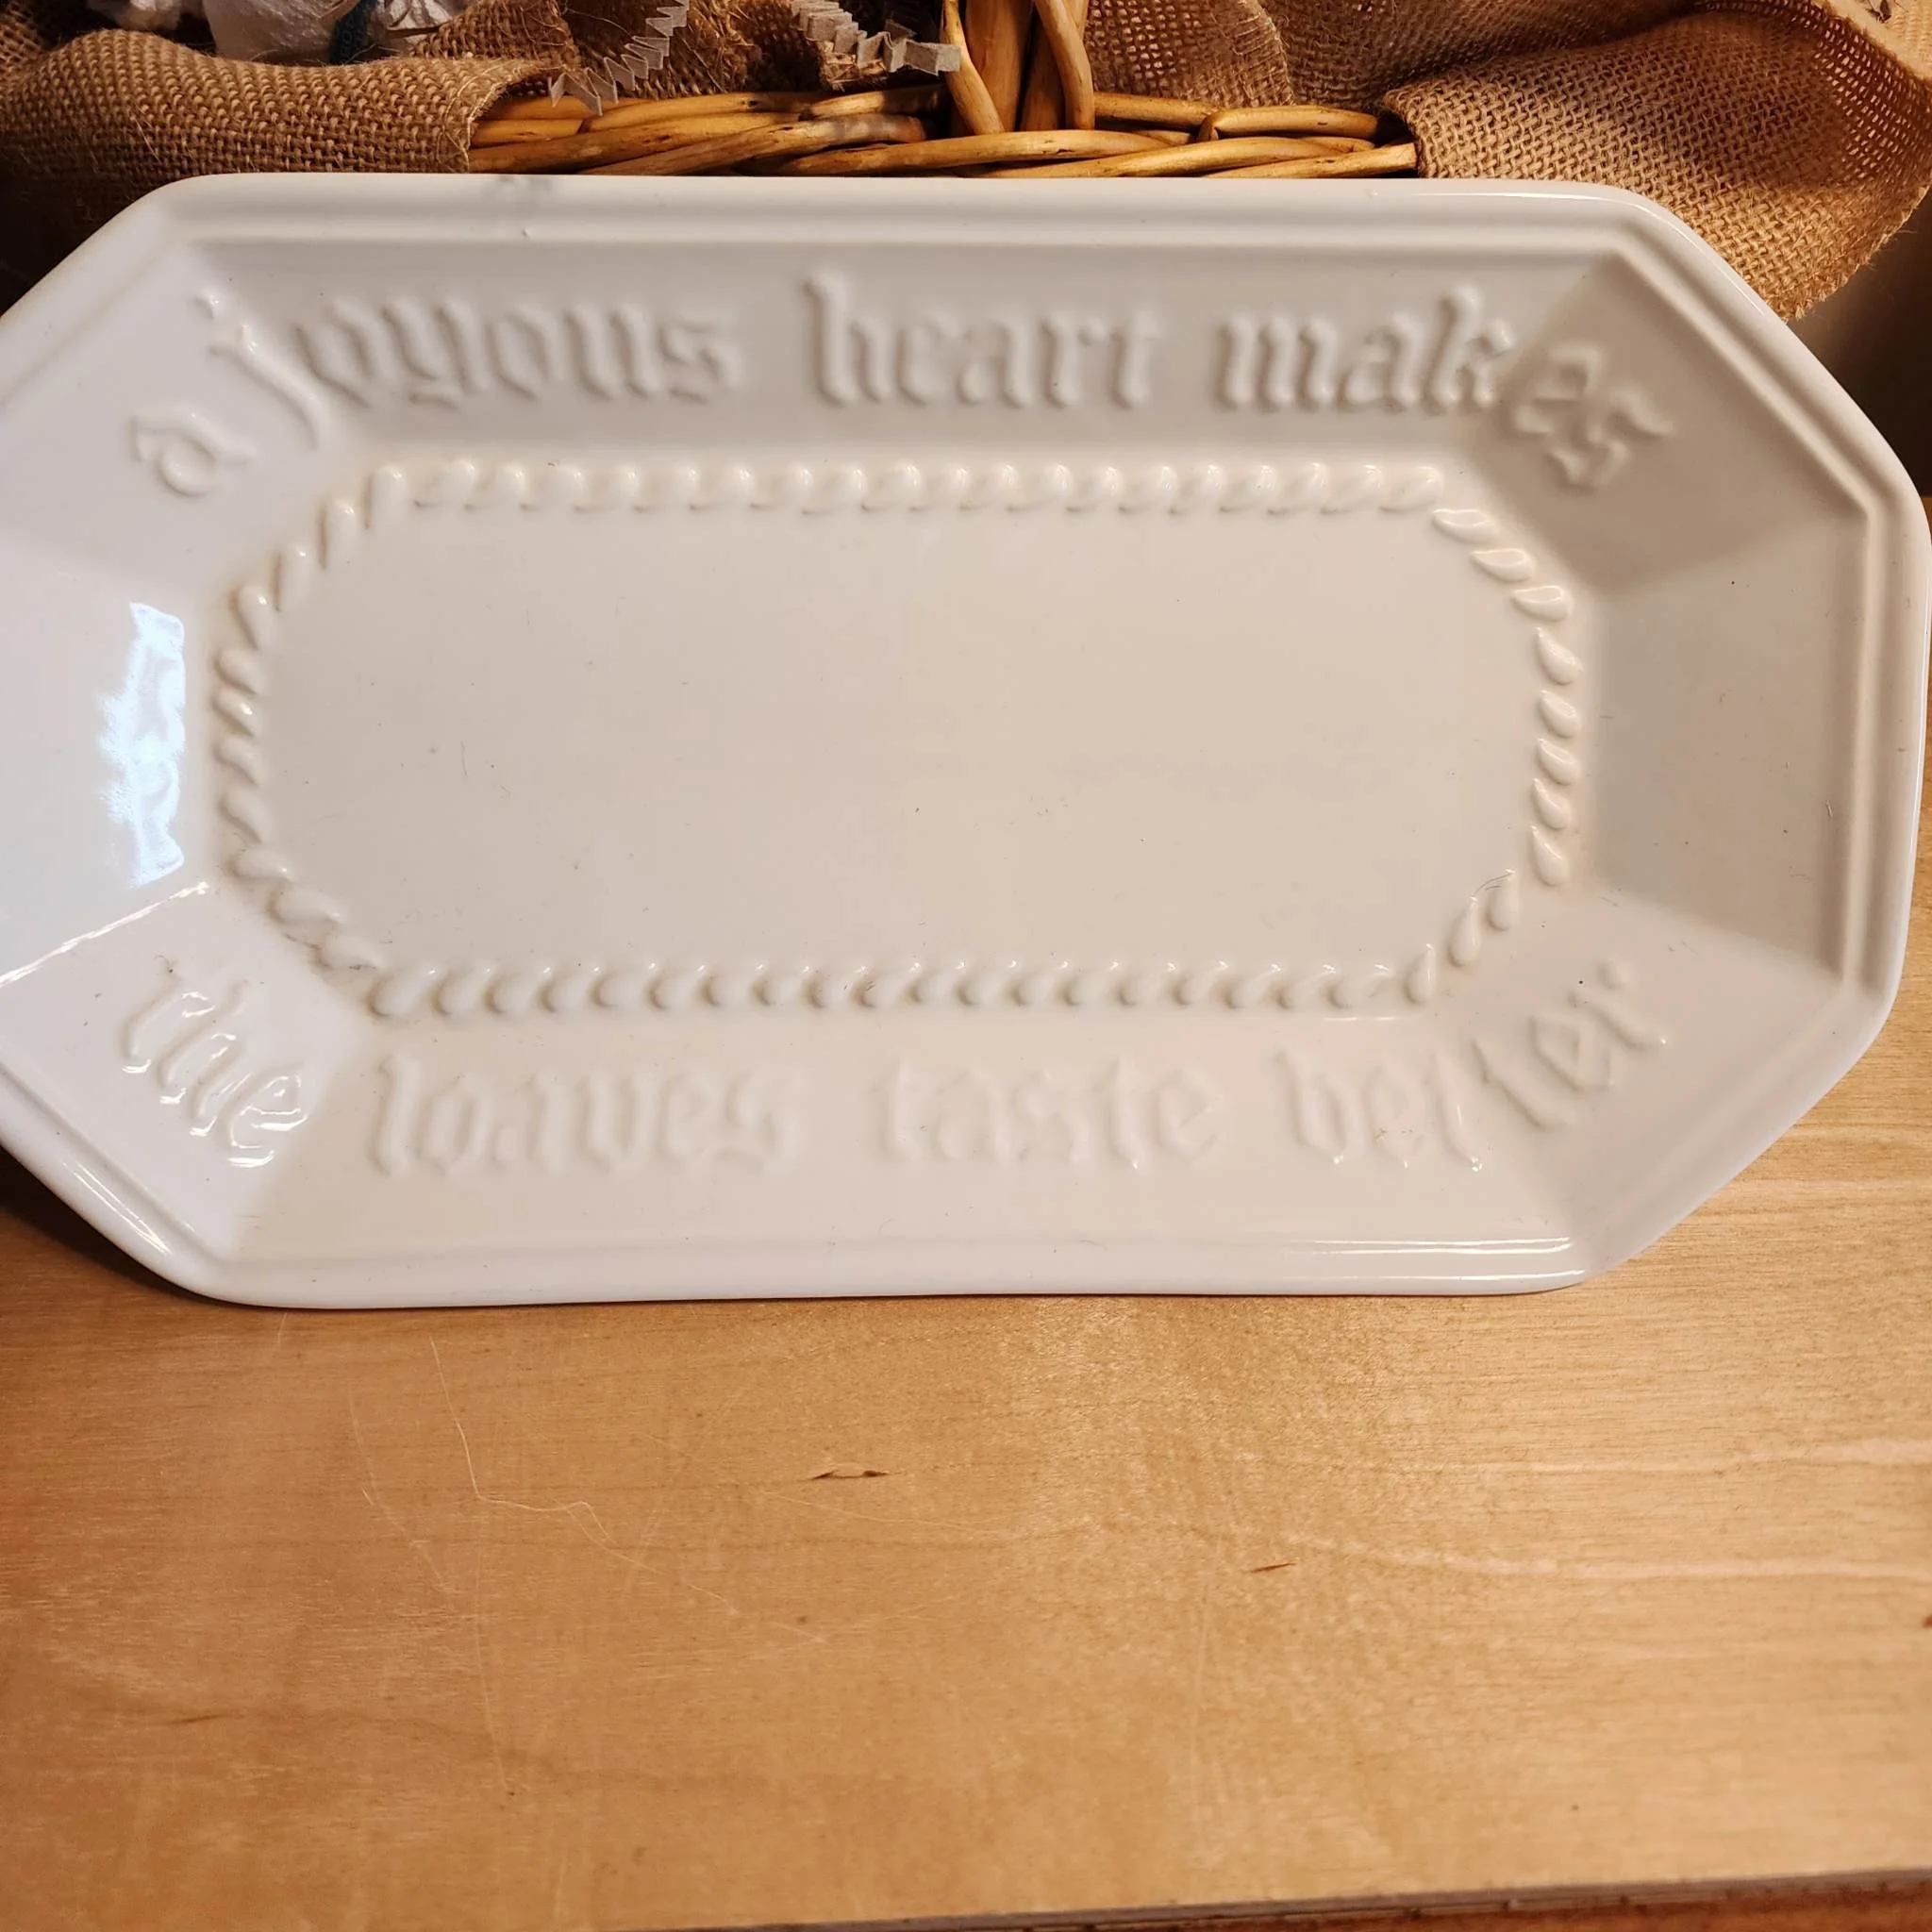 a joyous heart makes
the loaves taste better.